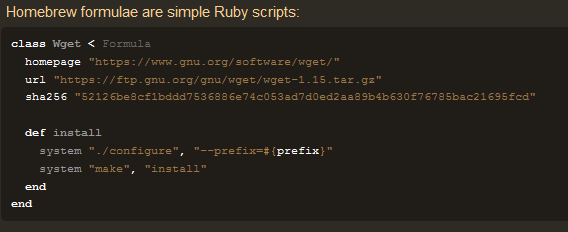 Homebrew formulae are simple Ruby scripts:
class Wget < Formula
  homepage "https://www.gnu.org/software/wget/"
  url "https://ftp.gnu.org/gnu/wget/wget-1.15.tar.gz"
  sha256 "52126be8cf1bddd7536886e74c053ad7d0ed2aa89b4b630f76785bac21695fcd"
  def install
    system "./configure", "--prefix=#{prefix}"
    system "make", "install"
  end
end